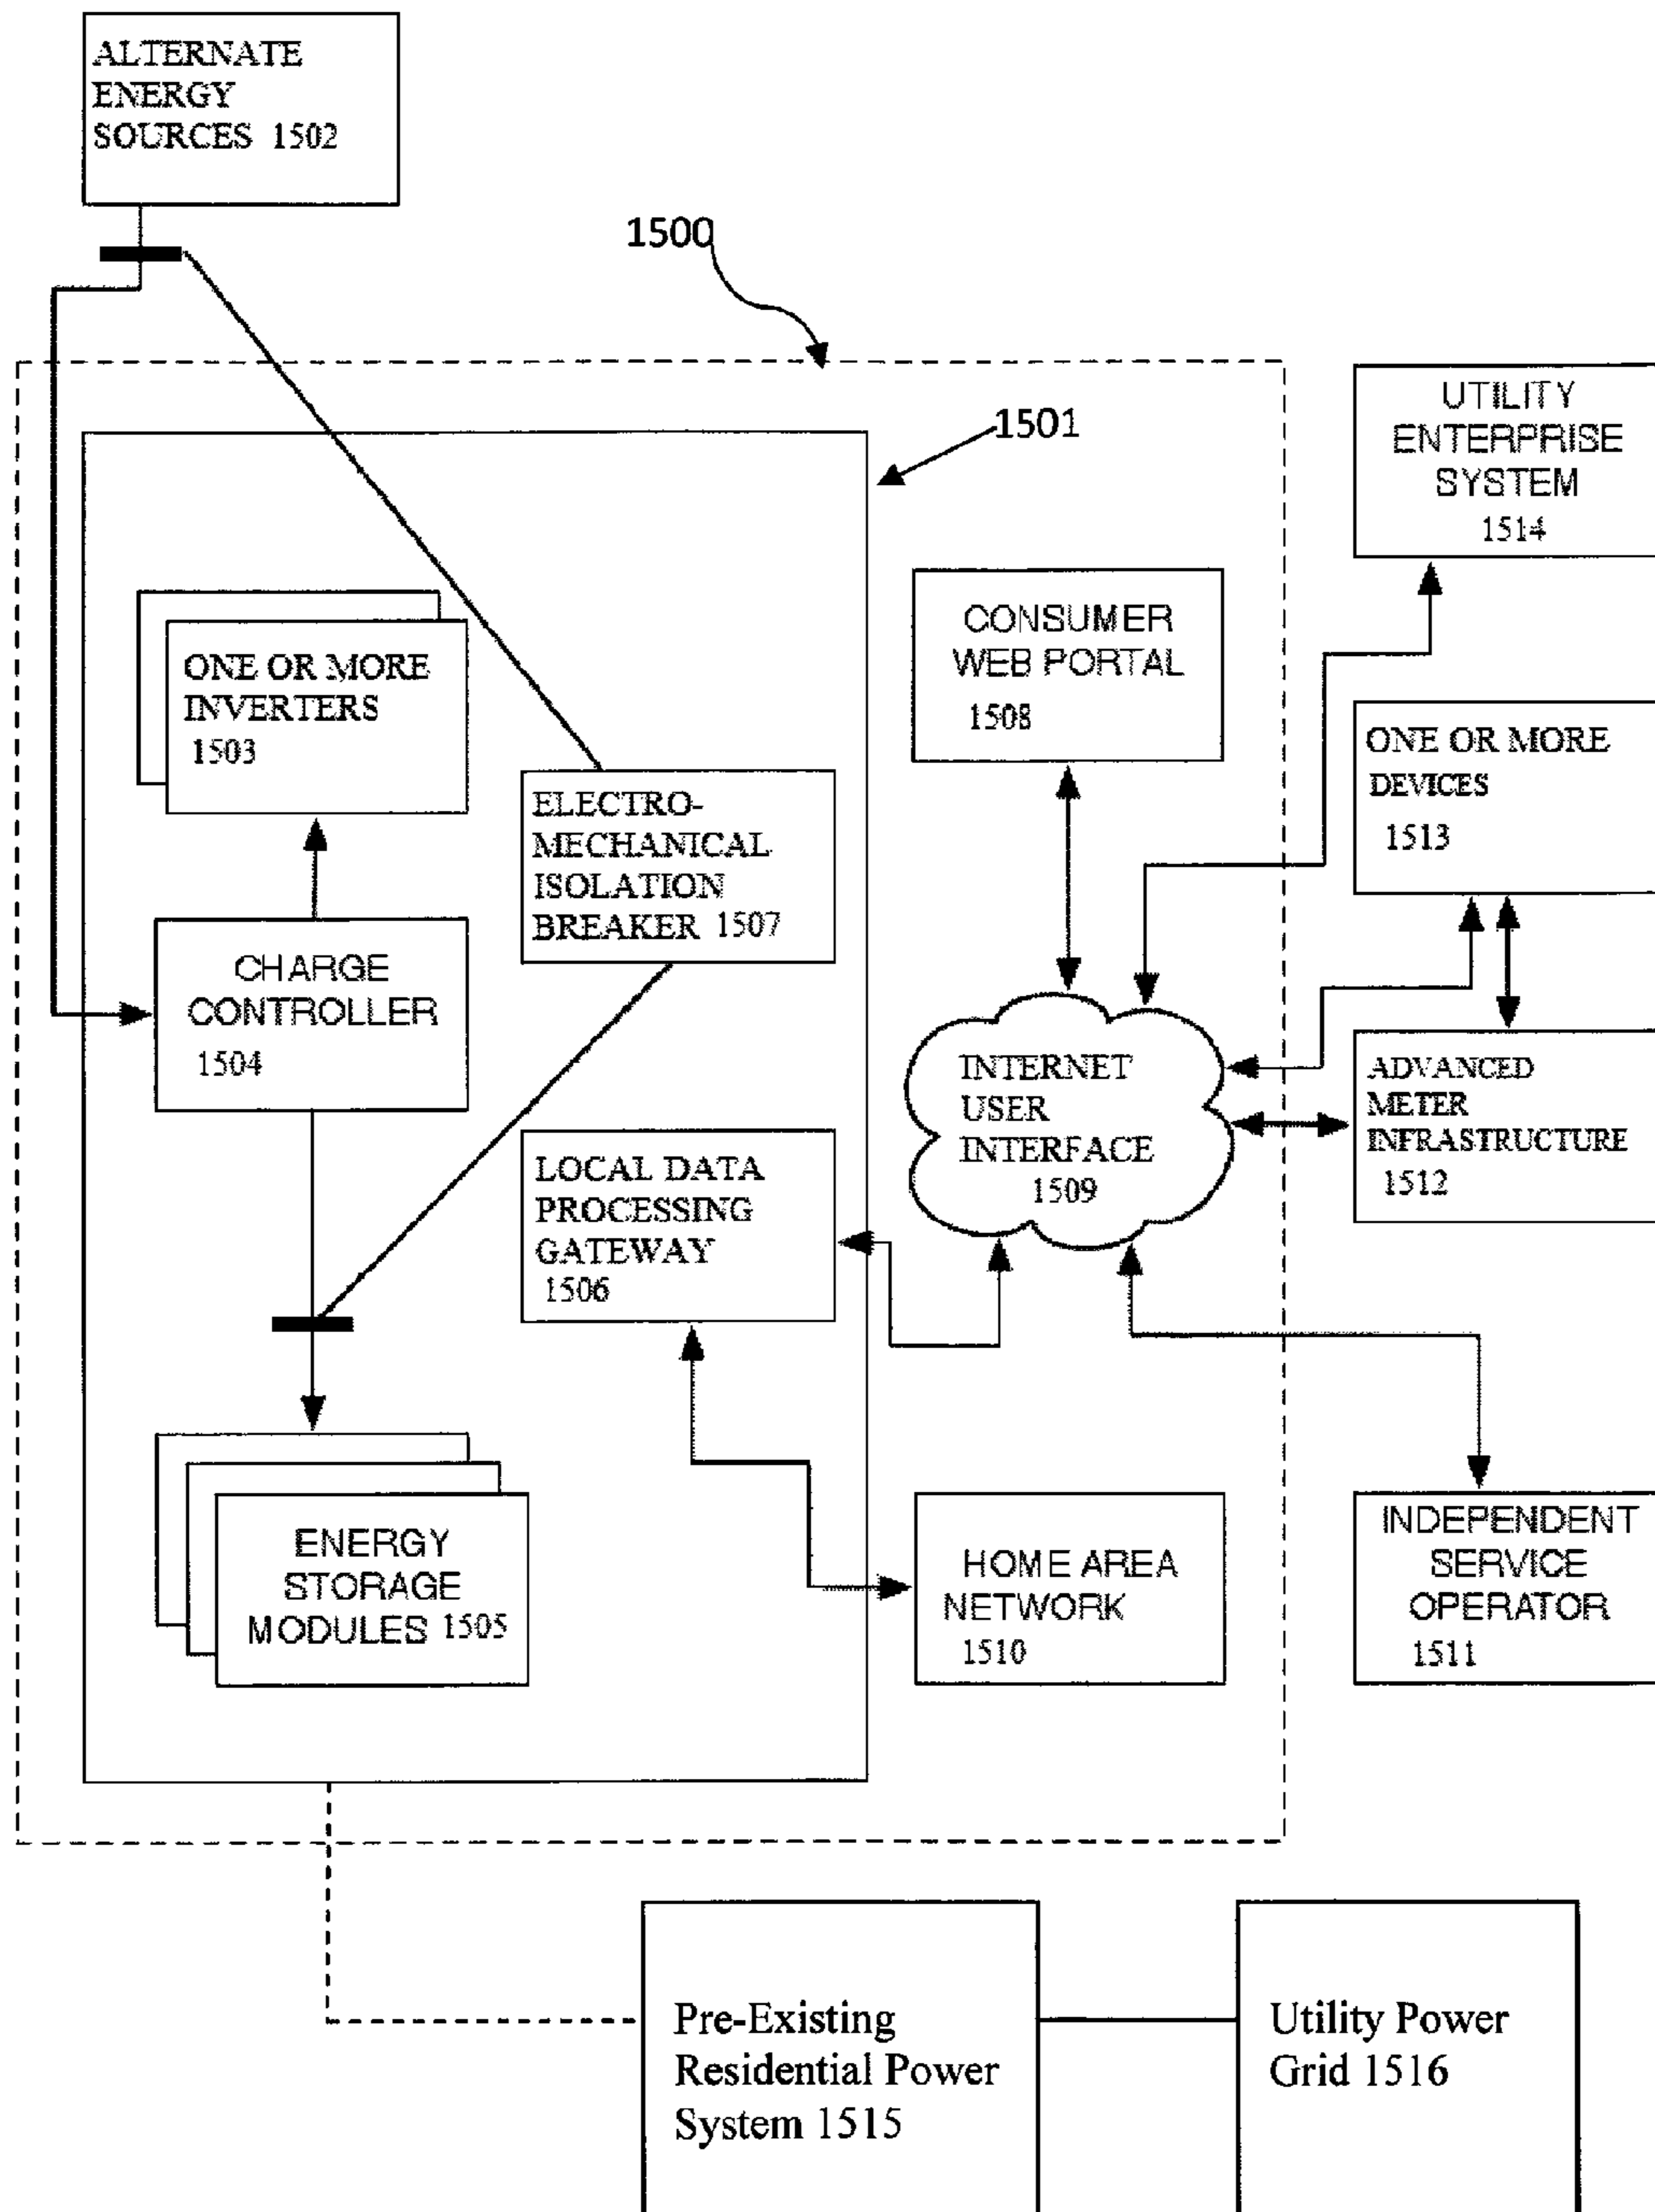 ALTERNATE
ENERGY
SOURCES 1502
1500
1501
UTILITY
ENTERPRISE
SYSTEM
1514
CONSUMER
WEB PORTAL
1508
ONE OR MORE
INVERTERS
1503
ONE OR MORE
DEVICES
1513
ELECTRO-
MECHANICAL
ISOLATION
BREAKER 1507
CHARGE
CONTROLLER
1504
INTERNET
USER
INTERFACE
1509
ADVANCED
METER
INFRASTRUCTURE
1512
LOCAL DATA
PROCESSING
GATEWAY
1506
ENERGY
STORAGE
MODULES 1505
HOME AREA
NETWORK
1510
INDEPENDENT
SERVICE
OPERATOR
1511
Pre-Existing
Residential Power
System 1515
Utility Power
Grid 1516